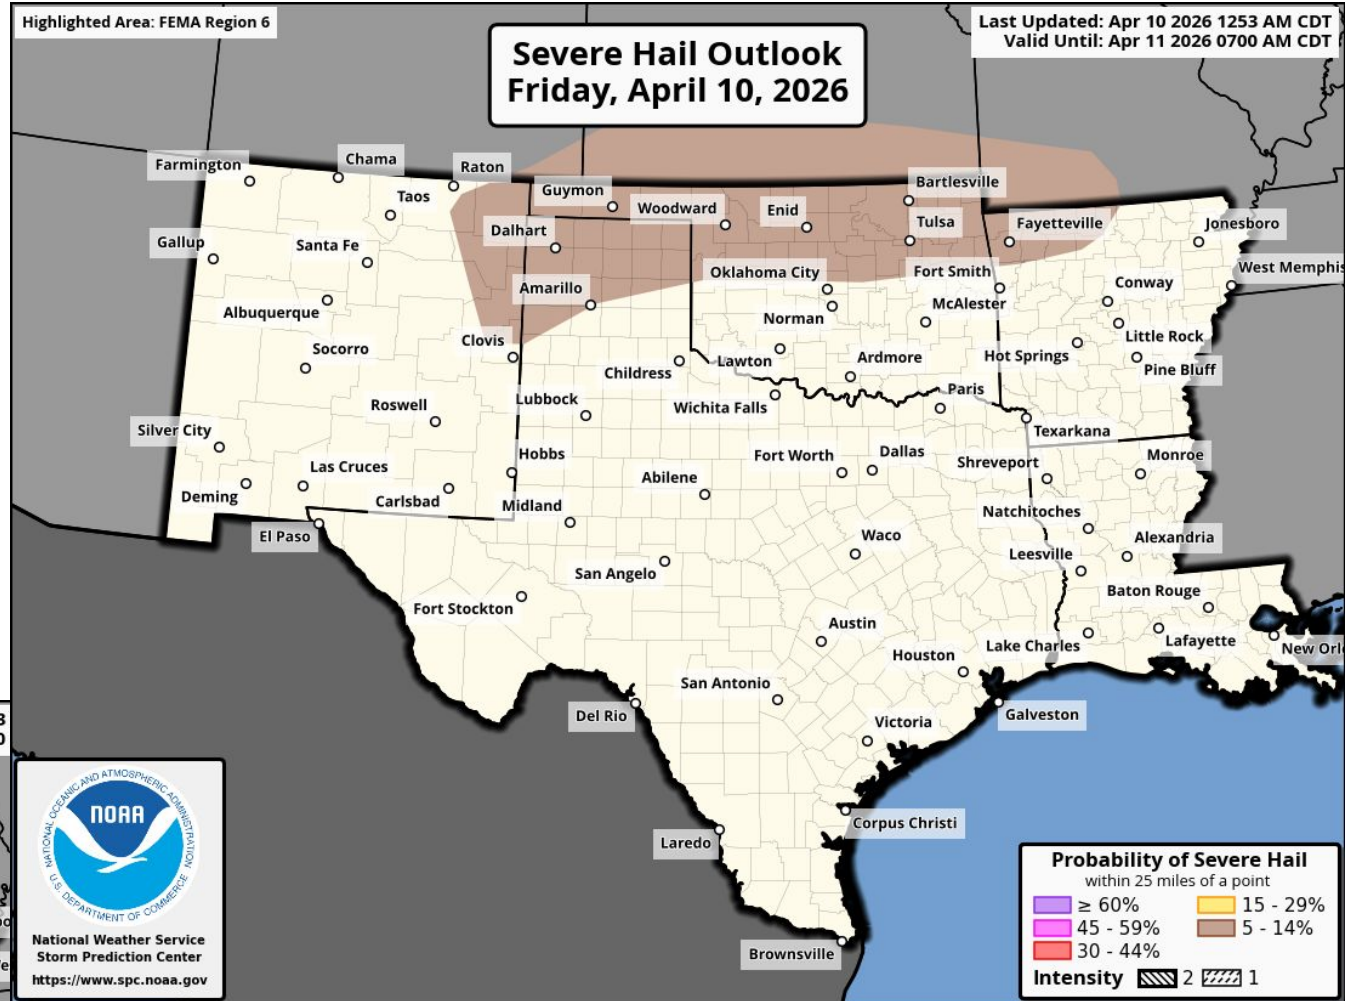 Highlighted Area: FEMA Region 6
Last Updated: Apr 10 2026 1253 AM CDT
Valid Until: Apr 11 2026 0700 AM CDT
Severe Hail Outlook
Friday, April 10, 2026
Farmington
Chama
Raton
Taos
Guymon
Woodward
Enid
Bartlesville
Gallup
Santa Fe
Dalhart
Tulsa
Fayetteville
Jonesboro
Amarillo
Oklahoma City
Fort Smith
West Memphis
Albuquerque
Norman
McAlester
Conway
Socorro
Clovis
Childress
Lawton
Ardmore
Hot Springs
Little Rock
Pine Bluff
Roswell
Lubbock
Wichita Falls
Paris
Texarkana
Silver City
Las Cruces
Hobbs
Abilene
Fort Worth
Dallas
Shreveport
Monroe
Deming
Carlsbad
Midland
Natchitoches
El Paso
San Angelo
Waco
Leesville
Alexandria
Fort Stockton
Baton Rouge
Austin
Houston
Lake Charles
Lafayette
New Orl
San Antonio
Del Rio
Victoria
Galveston
Laredo
Corpus Christi
Brownsville
3
0
NATIONAL OCEANIC AND ATMOSPHERIC ADMINISTRATION
NOAA
U.S. DEPARTMENT OF COMMERCE
National Weather Service
Storm Prediction Center
https://www.spc.noaa.gov
Probability of Severe Hail
within 25 miles of a point
≥ 60%
15 - 29%
45 - 59%
5 - 14%
30 - 44%
Intensity 2 1